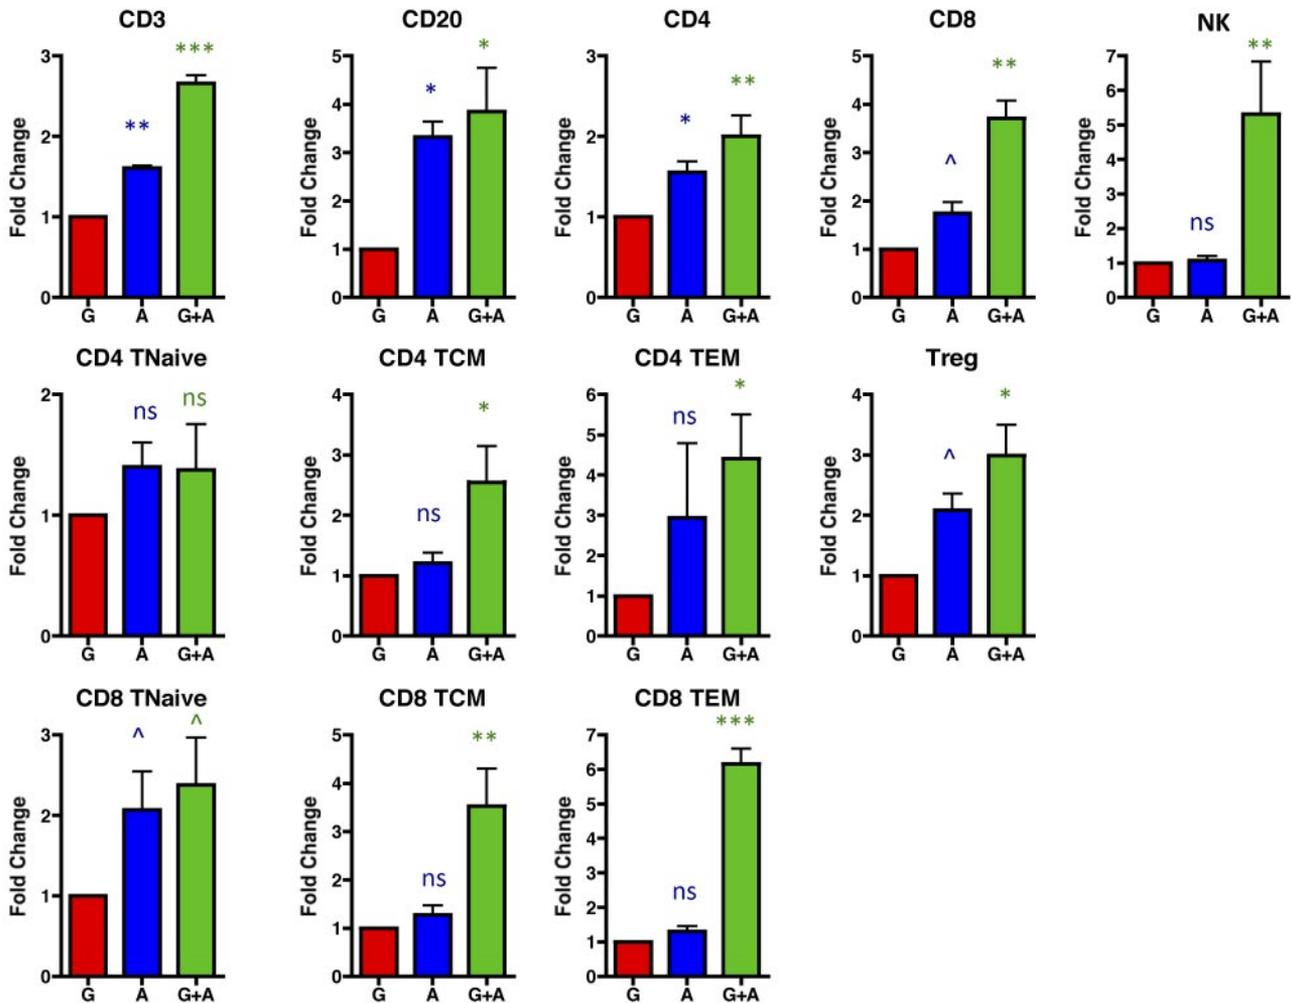 CD3
***
**
Fold Change
3
2
1
0
G A G+A
CD20
*
*
Fold Change
5
4
3
2
1
0
G A G+A
CD4
**
*
Fold Change
3
2
1
0
G A G+A
CD8
**
^
Fold Change
5
4
3
2
1
0
G A G+A
NK
**
ns
Fold Change
7
6
5
4
3
2
1
0
G A G+A
CD4 TNaive
ns ns
Fold Change
2
1
0
G A G+A
CD4 TCM
*
ns
Fold Change
4
3
2
1
0
G A G+A
CD4 TEM
*
ns
Fold Change
6
5
4
3
2
1
0
G A G+A
Treg
*
^
Fold Change
4
3
2
1
0
G A G+A
CD8 TNaive
^ ^
Fold Change
3
2
1
0
G A G+A
CD8 TCM
**
ns
Fold Change
5
4
3
2
1
0
G A G+A
CD8 TEM
***
ns
Fold Change
7
6
5
4
3
2
1
0
G A G+A